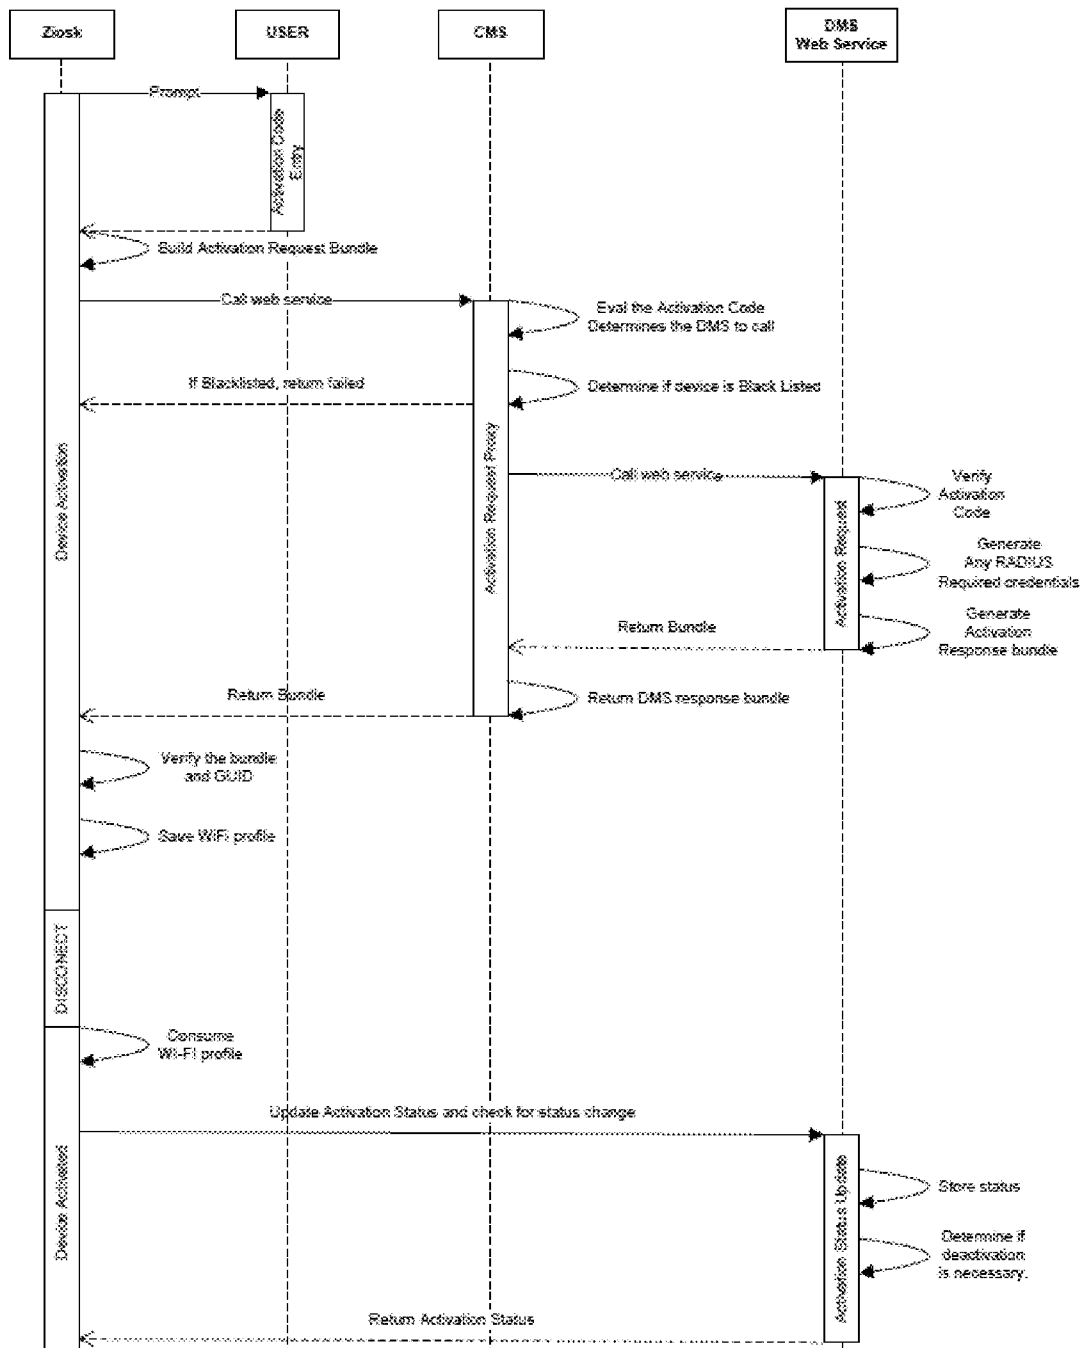 Ziosk
USER
CMS
DMS
Web Service
Prompt
Activation Code
Entry
Build Activation Request Bundle
Call web service
Eval the Activation Code
Determines the DMS to call
If Blacklisted, return failed
Determine if device is Black Listed
Device Activation
Activation Request Proxy
Call web service
Verify
Activation
Code
Activation Request
Generate
Any RADIUS
Required credentials
Generate
Activation
Response bundle
Return Bundle
Return Bundle
Return DMS response bundle
Verify the bundle
and GUID
Save WiFi profile
DISCONECT
Consume
WI-FI profile
Update Activation Status and check for status change
Device Activated
Activation Status Update
Store status
Determine if
deactivation
is necessary.
Return Activation Status